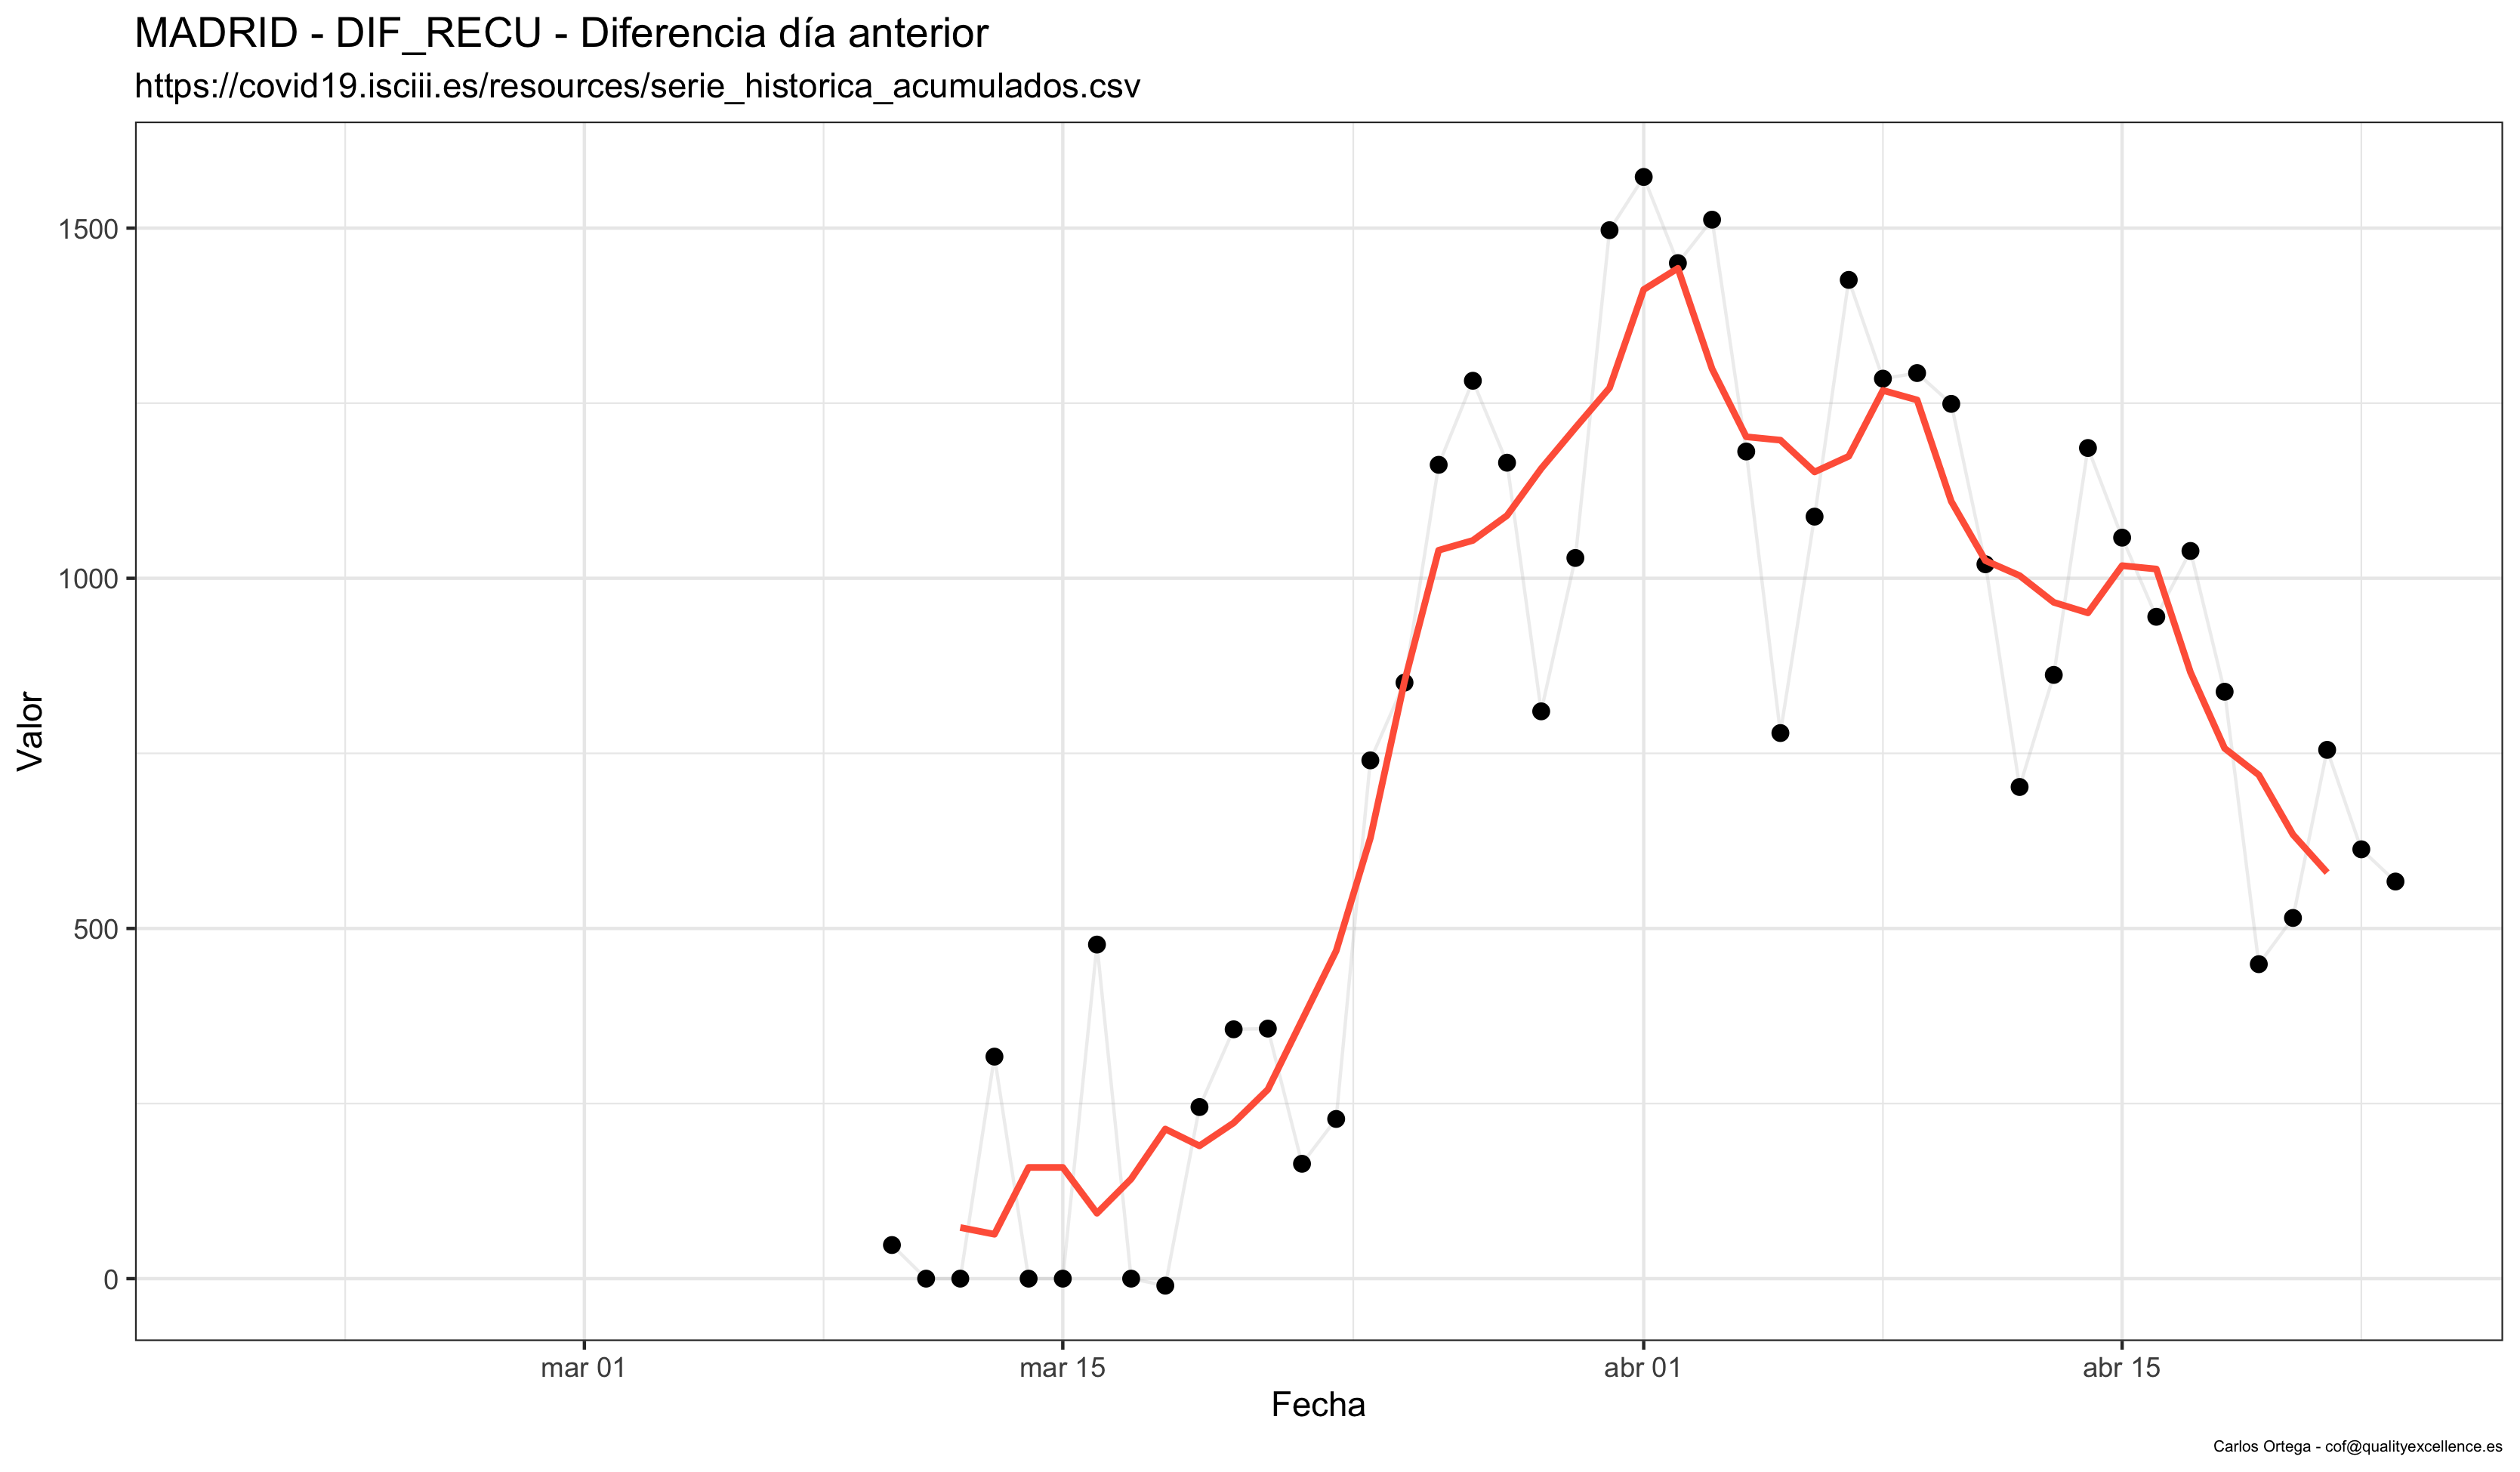 MADRID - DIF_RECU - Diferencia día anterior
https://covid19.isciii.es/resources/serie_historica_acumulados.csv
1500
1000
500
0
Valor
mar 01
mar 15
abr 01
abr 15
Fecha
Carlos Ortega - cof@qualityexcellence.es